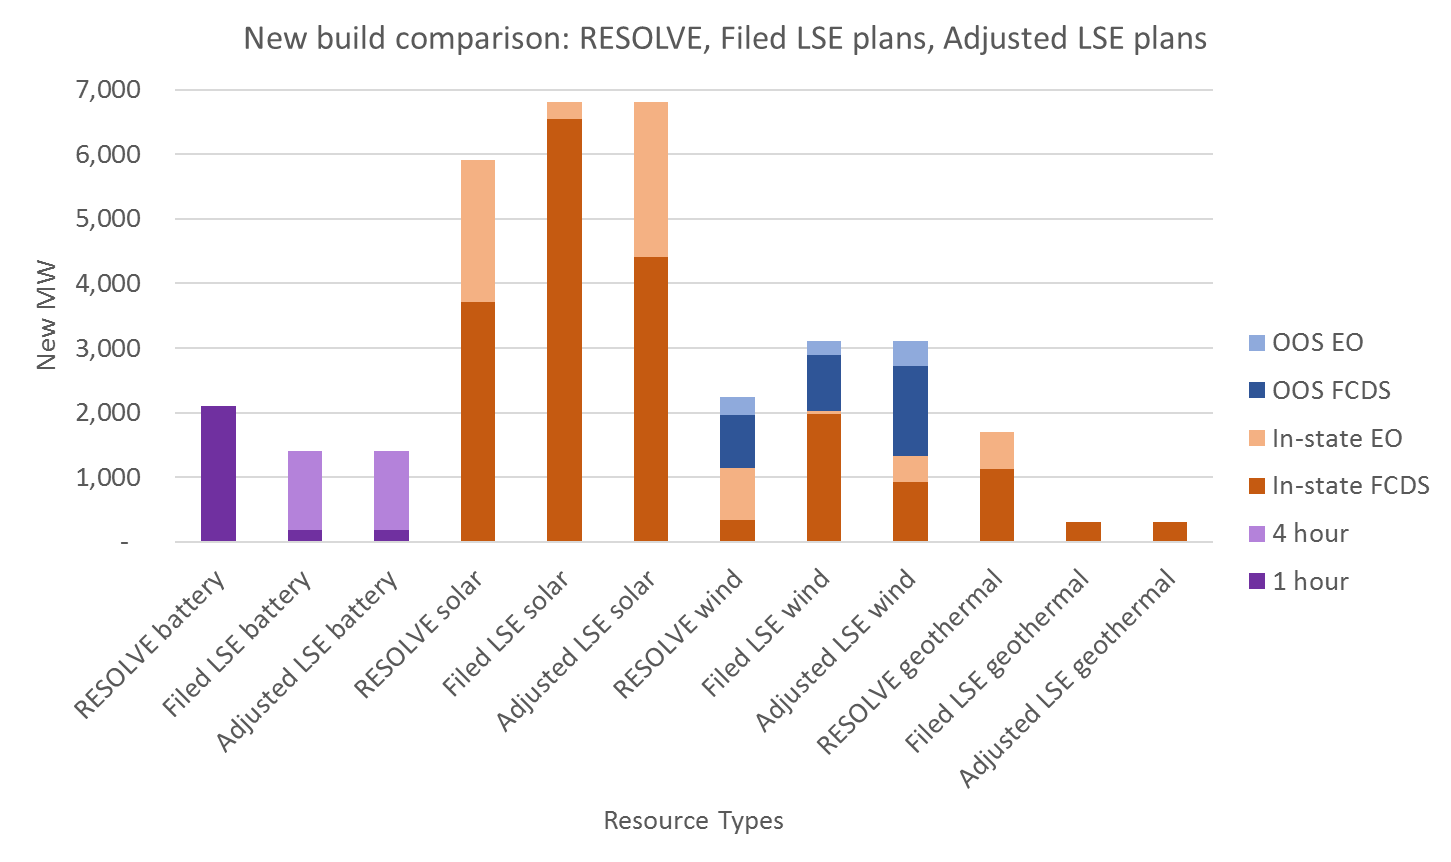 New build comparison: RESOLVE, Filed LSE plans, Adjusted LSE plans
7,000
6,000
5,000
4,000
3,000
2,000
1,000
-
New MW
RESOLVE battery
Filed LSE battery
Adjusted LSE battery
RESOLVE solar
Filed LSE solar
Adjusted LSE solar
RESOLVE wind
Filed LSE wind
Adjusted LSE wind
RESOLVE geothermal
Filed LSE geothermal
Adjusted LSE geothermal
Resource Types
OOS EO
OOS FCDS
In-state EO
In-state FCDS
4 hour
1 hour